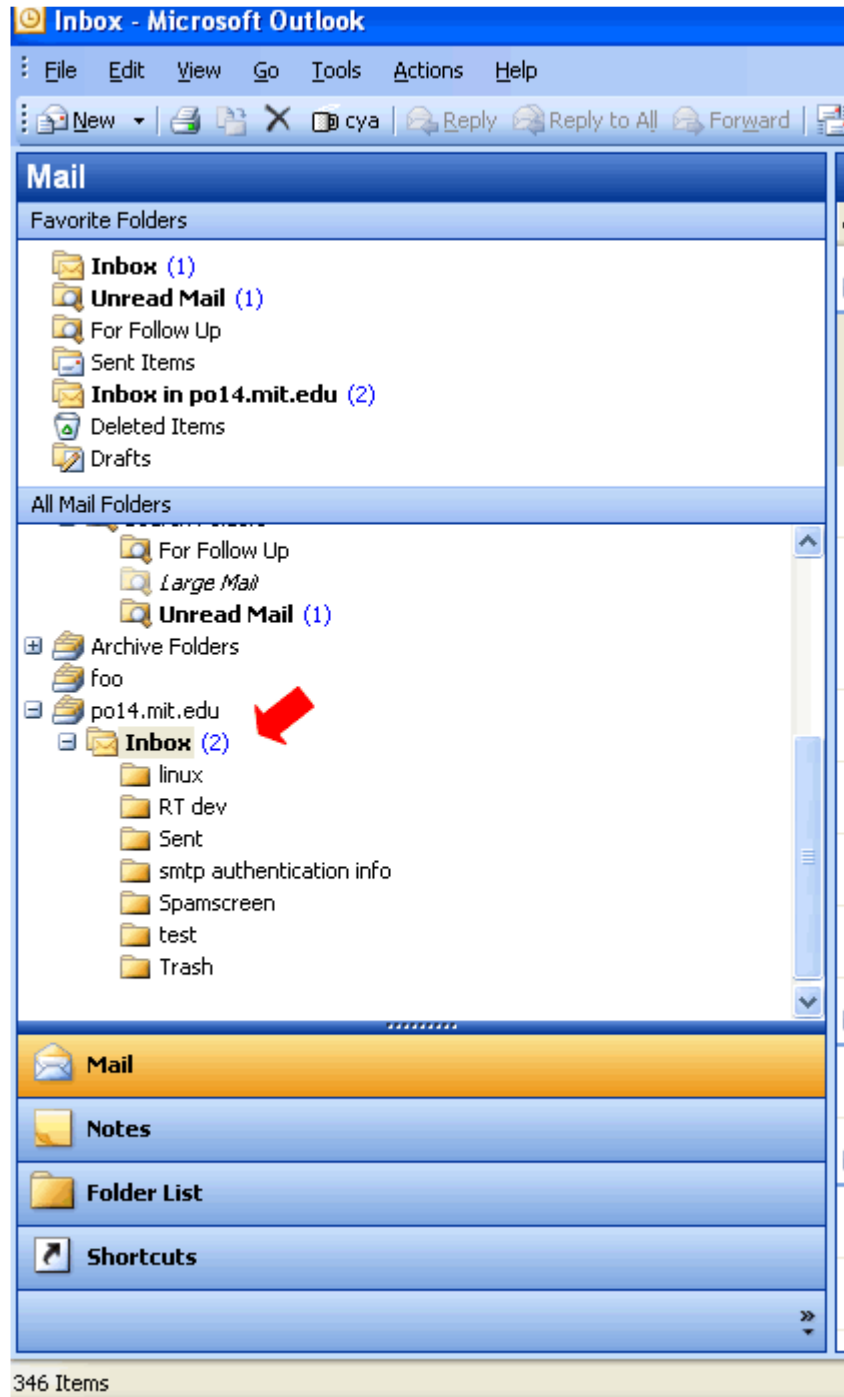 Inbox - Microsoft Outlook
File Edit View Go Tools Actions Help
New cya Reply Reply to All Forward
Mail
Favorite Folders
Inbox (1)
Unread Mail (1)
For Follow Up
Sent Items
Inbox in po14.mit.edu (2)
Deleted Items
Drafts
All Mail Folders
For Follow Up
Large Mail
Unread Mail (1)
Archive Folders
foo
po14.mit.edu
Inbox (2)
linux
RT dev
Sent
smtp authentication info
Spamscreen
test
Trash
Mail
Notes
Folder List
Shortcuts
346 Items